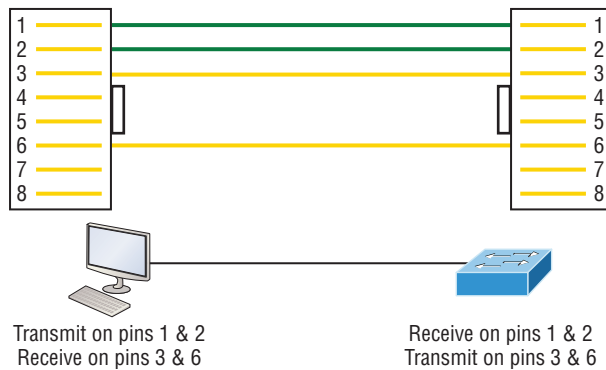 1 1
2 2
3 3
4 4
5 5
6 6
7 7
8 8
Transmit on pins 1 & 2
Receive on pins 3 & 6
Receive on pins 1 & 2
Transmit on pins 3 & 6